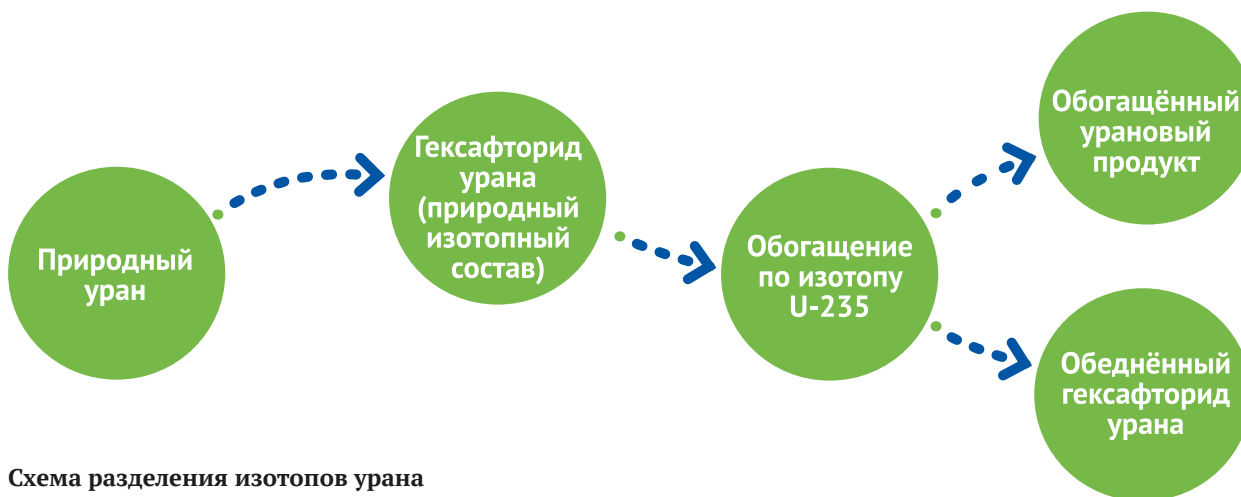 Природный
уран
Гексафторид
урана
(природный
изотопный
состав)
Обогащение
по изотопу
U-235
Обогащённый
урановый
продукт
Обеднённый
гексафторид
урана
Схема разделения изотопов урана